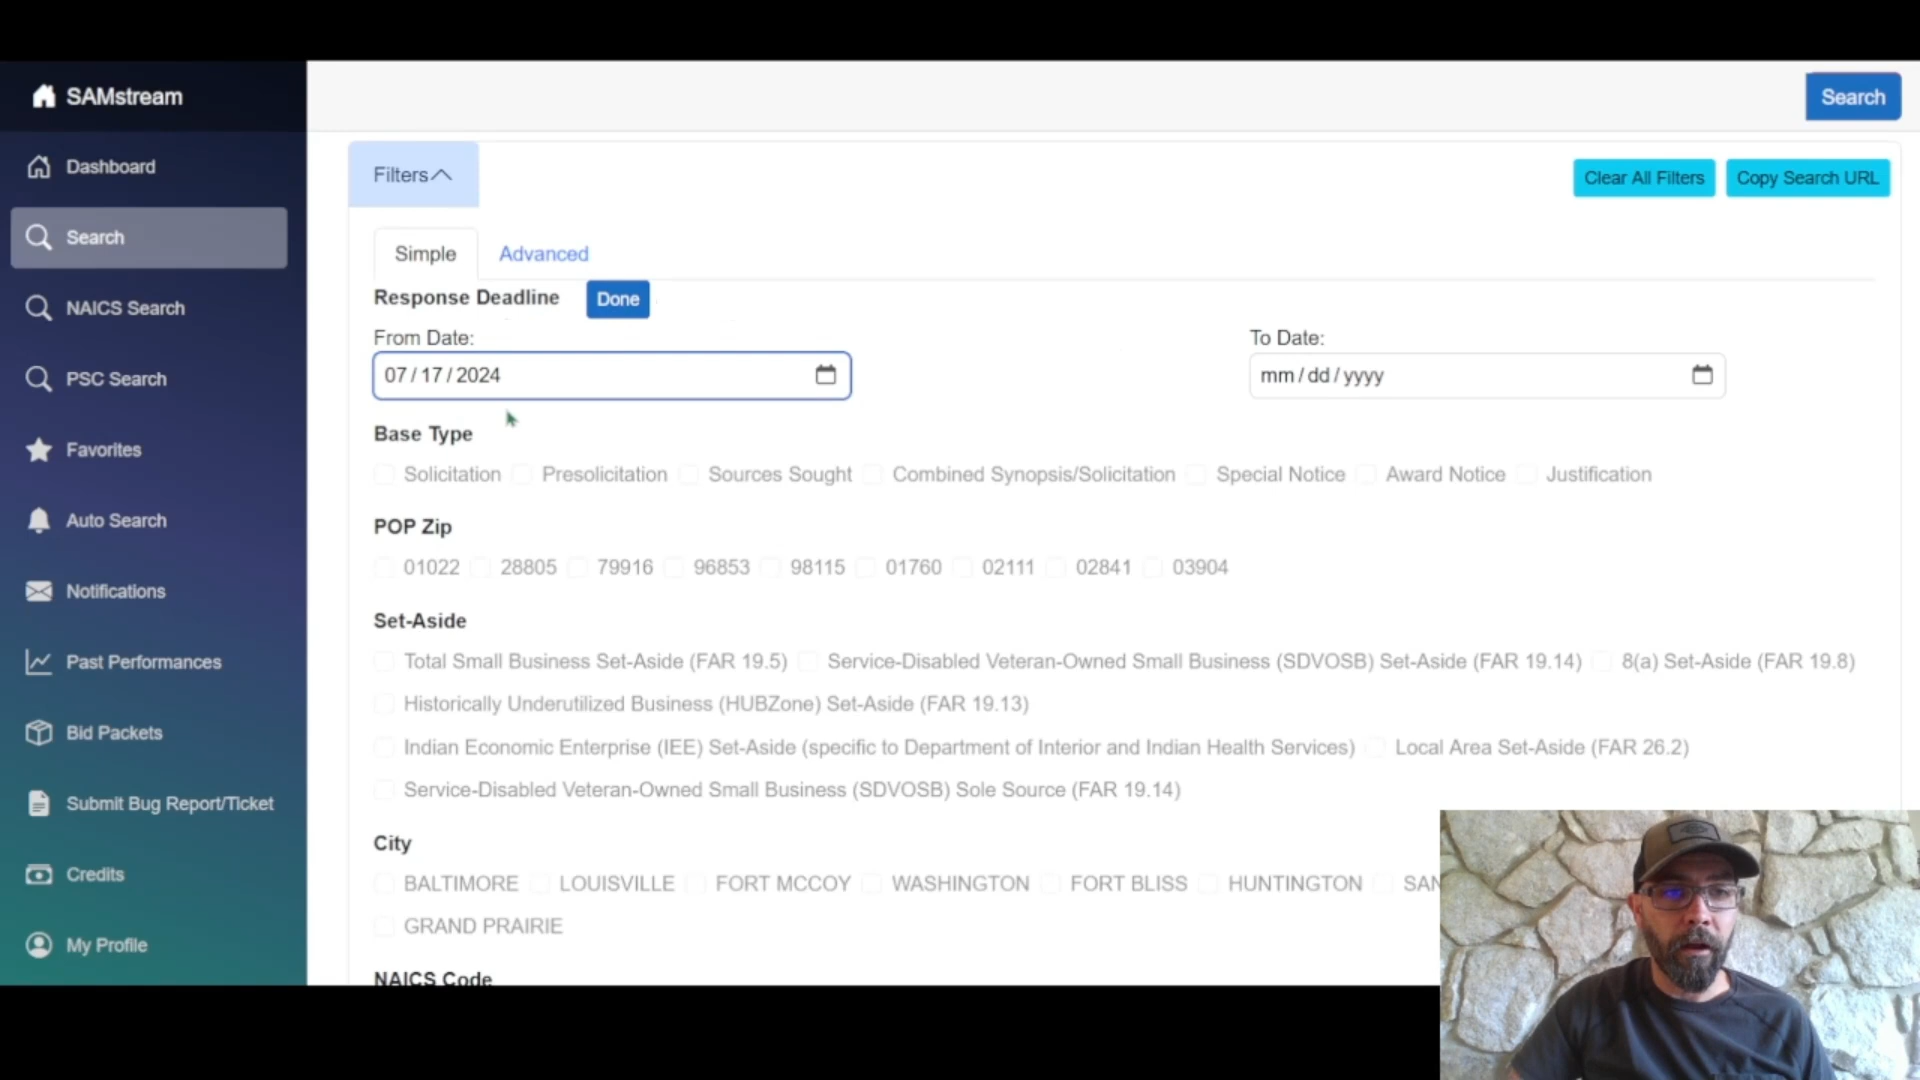 SAMstream
Search
Dashboard
Search
NAICS Search
PSC Search
Favorites
Auto Search
Notifications
Past Performances
Bid Packets
Submit Bug Report/Ticket
Credits
My Profile
Filters
Clear All Filters
Copy Search URL
Simple
Advanced
Response Deadline
Done
From Date:
To Date:
07/17/2024
mm/dd/yyyy
Base Type
Solicitation Presolicitation Sources Sought Combined Synopsis/Solicitation Special Notice Award Notice Justification
POP Zip
01022 28805 79916 96853 98115 01760 02111 02841 03904
Set-Aside
Total Small Business Set-Aside (FAR 19.5) Service-Disabled Veteran-Owned Small Business (SDVOSB) Set-Aside (FAR 19.14) 8(a) Set-Aside (FAR 19.8)
Historically Underutilized Business (HUBZone) Set-Aside (FAR 19.13)
Indian Economic Enterprise (IEE) Set-Aside (specific to Department of Interior and Indian Health Services) Local Area Set-Aside (FAR 26.2)
Service-Disabled Veteran-Owned Small Business (SDVOSB) Sole Source (FAR 19.14)
City
BALTIMORE LOUISVILLE FORT MCCOY WASHINGTON FORT BLISS HUNTINGTON SAN
GRAND PRAIRIE
NAICS Code